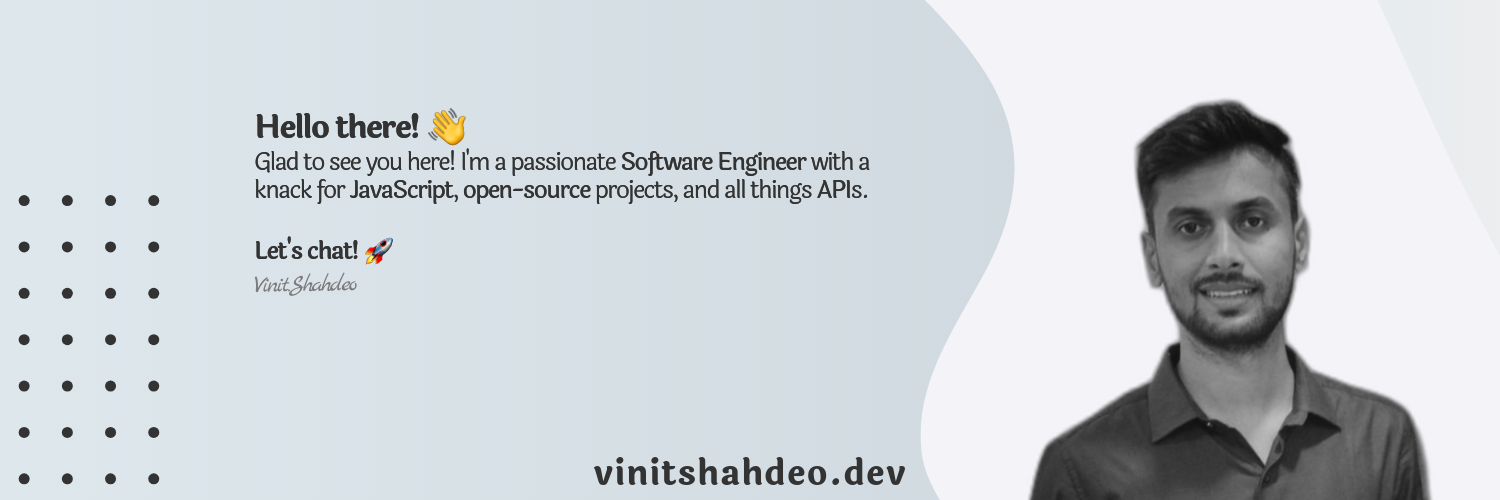 Hello there! 👋
Glad to see you here! I'm a passionate Software Engineer with a
knack for JavaScript, open-source projects, and all things APIs.
Let's chat! 🚀
Vinit Shahdeo
vinitshahdeo.dev